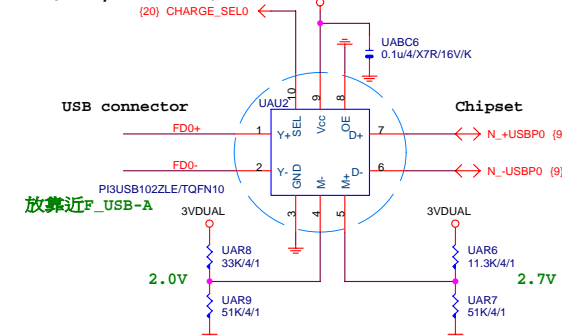 {20} CHARGE_SEL0
UABC6
0.1u/4/X7R/16V/K
USB connector
Chipset
UAU2
10
9
8
SEL
Vcc
OE
FD0+
1
Y+
D+
7
N_+USBP0 {9
FD0-
2
Y-
D-
6
N_-USBP0 {9}
GND
M-
M+
PI3USB102ZLE/TQFN10
3
4
5
放靠近F_USB-A
3VDUAL
3VDUAL
UAR8
33K/4/1
UAR6
11.3K/4/1
2.0V
2.7V
UAR9
51K/4/1
UAR7
51K/4/1